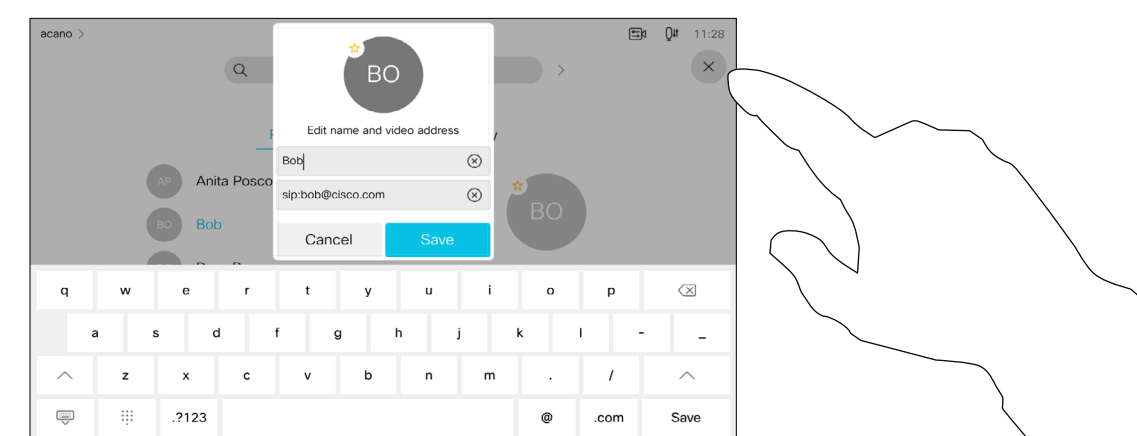 acano > 11:28
BO
Edit name and video address
Bob
sip:bob@cisco.com
Cancel Save
AP Anita Posco
BO Bob
BO
q w e r t y u i o p
a s d f g h j k l - _
z x c v b n m . /
.?123 @ .com Save